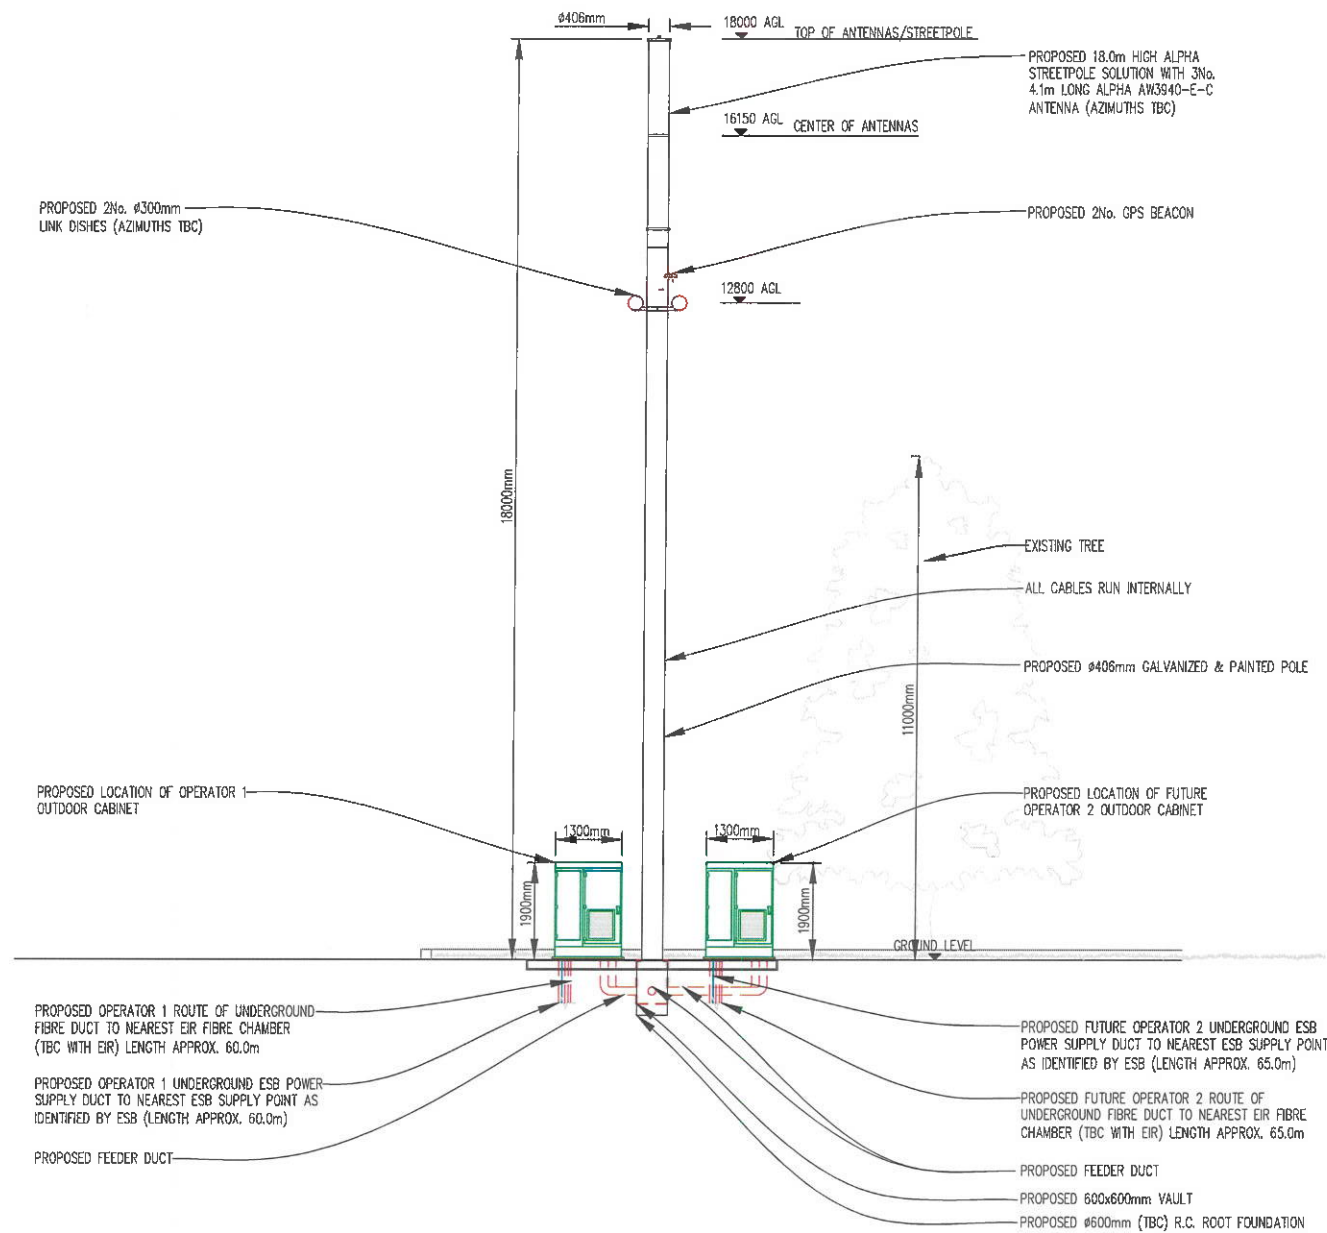 ø406mm
18000 AGL
TOP OF ANTENNAS/STREETPOLE
PROPOSED 18.0m HIGH ALPHA
STREETPOLE SOLUTION WITH 3No.
4.1m LONG ALPHA AW3940-E-C
ANTENNA (AZIMUTHS TBC)
16150 AGL
CENTER OF ANTENNAS
PROPOSED 2No. ø300mm
LINK DISHES (AZIMUTHS TBC)
PROPOSED 2No. GPS BEACON
12800 AGL
18000mm
EXISTING TREE
ALL CABLES RUN INTERNALLY
PROPOSED ø406mm GALVANIZED & PAINTED POLE
11000mm
PROPOSED LOCATION OF OPERATOR 1
OUTDOOR CABINET
PROPOSED LOCATION OF FUTURE
OPERATOR 2 OUTDOOR CABINET
1300mm
1300mm
1900mm
1900mm
GROUND LEVEL
PROPOSED OPERATOR 1 ROUTE OF UNDERGROUND
FIBRE DUCT TO NEAREST EIR FIBRE CHAMBER
(TBC WITH EIR) LENGTH APPROX. 60.0m
PROPOSED OPERATOR 1 UNDERGROUND ESB POWER
SUPPLY DUCT TO NEAREST ESB SUPPLY POINT AS
IDENTIFIED BY ESB (LENGTH APPROX. 60.0m)
PROPOSED FEEDER DUCT
PROPOSED FUTURE OPERATOR 2 UNDERGROUND ESB
POWER SUPPLY DUCT TO NEAREST ESB SUPPLY POINT
AS IDENTIFIED BY ESB (LENGTH APPROX. 65.0m)
PROPOSED FUTURE OPERATOR 2 ROUTE OF
UNDERGROUND FIBRE DUCT TO NEAREST EIR FIBRE
CHAMBER (TBC WITH EIR) LENGTH APPROX. 65.0m
PROPOSED FEEDER DUCT
PROPOSED 600x600mm VAULT
PROPOSED ø600mm (TBC) R.C. ROOT FOUNDATION